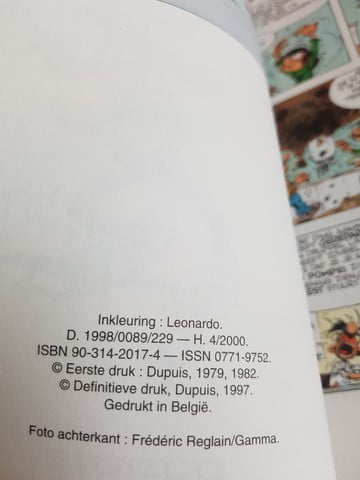 Inkleuring : Leonardo.
D. 1998/0089/229 — H. 4/2000.
ISBN 90-314-2017-4 — ISSN 0771-9752.
© Eerste druk : Dupuis, 1979, 1982.
© Definitieve druk, Dupuis, 1997.
Gedrukt in België.
Foto achterkant : Frédéric Reglain/Gamma.